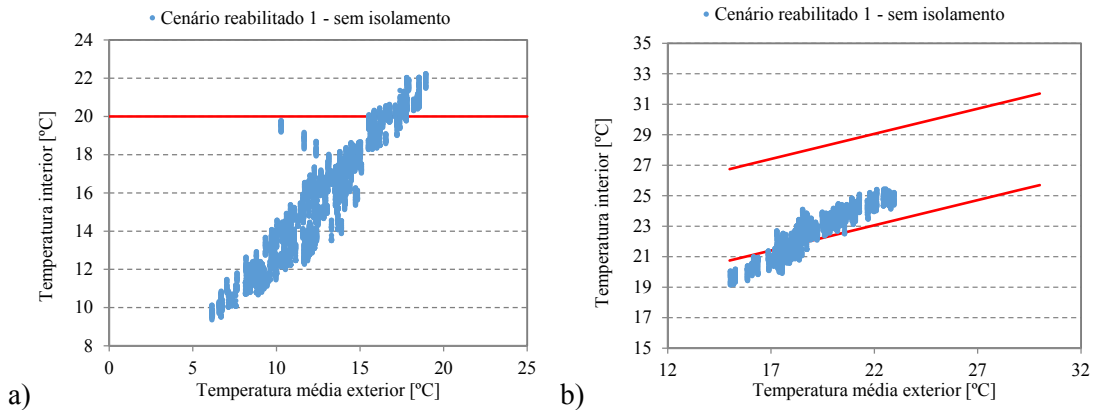 • Cenário reabilitado 1 - sem isolamento
24
22
20
18
16
14
12
10
8
Temperatura interior [ºC]
0 5 10 15 20 25
Temperatura média exterior [ºC]
a)
• Cenário reabilitado 1 - sem isolamento
35
33
31
29
27
25
23
21
19
17
15
Temperatura interior [ºC]
12 17 22 27 32
Temperatura média exterior [ºC]
b)